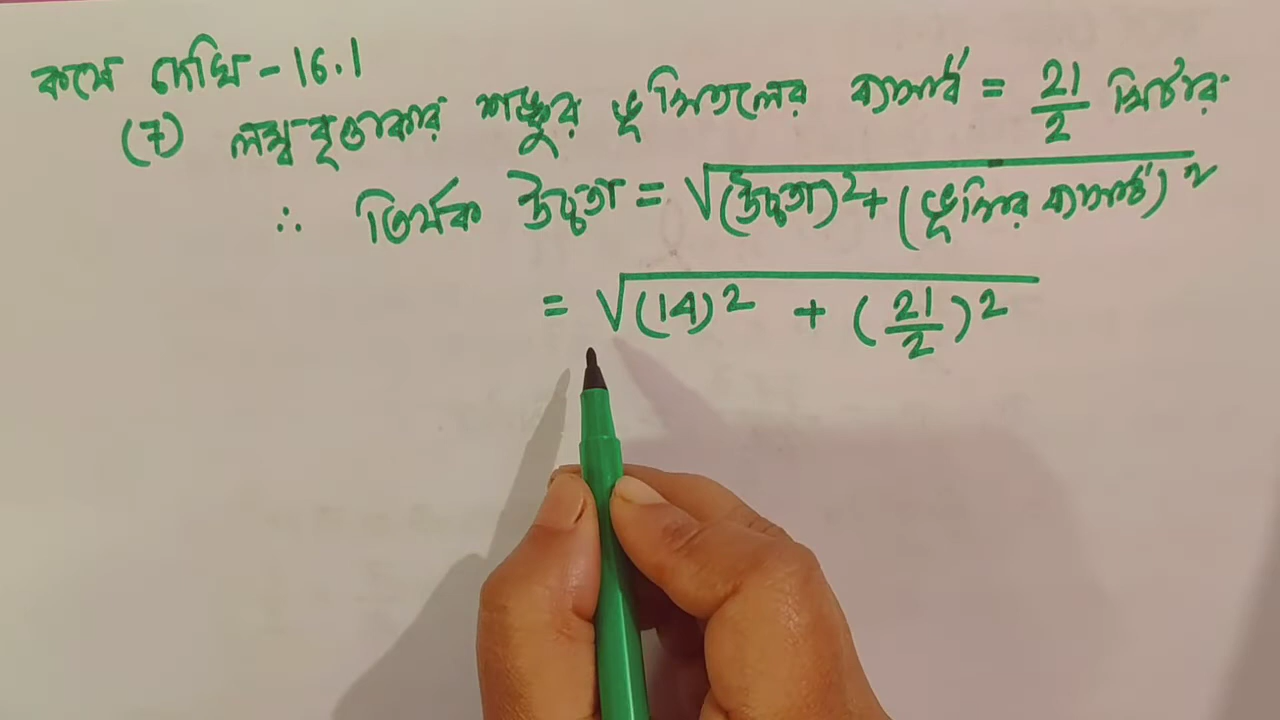 কষে দেখি - 16.1
(7) লম্ব বৃত্তাকার শঙ্কুর ভূমিতলের ব্যাসার্ধ = 21/2 মিটার
∴ তির্যক উচ্চতা = √(উচ্চতা)² + (ভূমির ব্যাসার্ধ)²
= √(14)² + (21/2)²